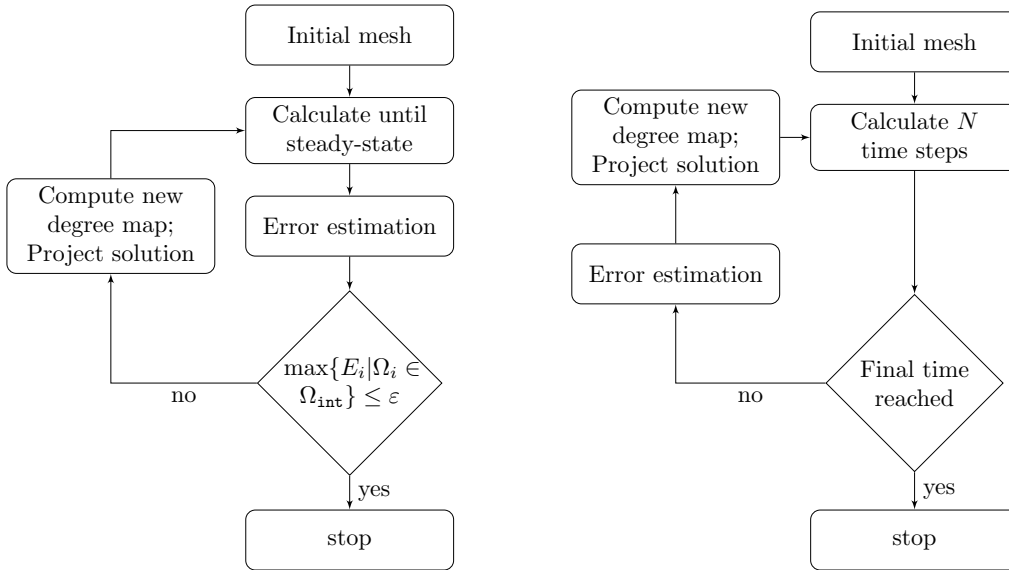 Initial mesh
Calculate until
steady-state
Compute new
degree map;
Project solution
Error estimation
max{E_i|Ω_i ∈
Ω_int} ≤ ε
no
yes
stop
Initial mesh
Compute new
degree map;
Project solution
Calculate N
time steps
Error estimation
Final time
reached
no
yes
stop